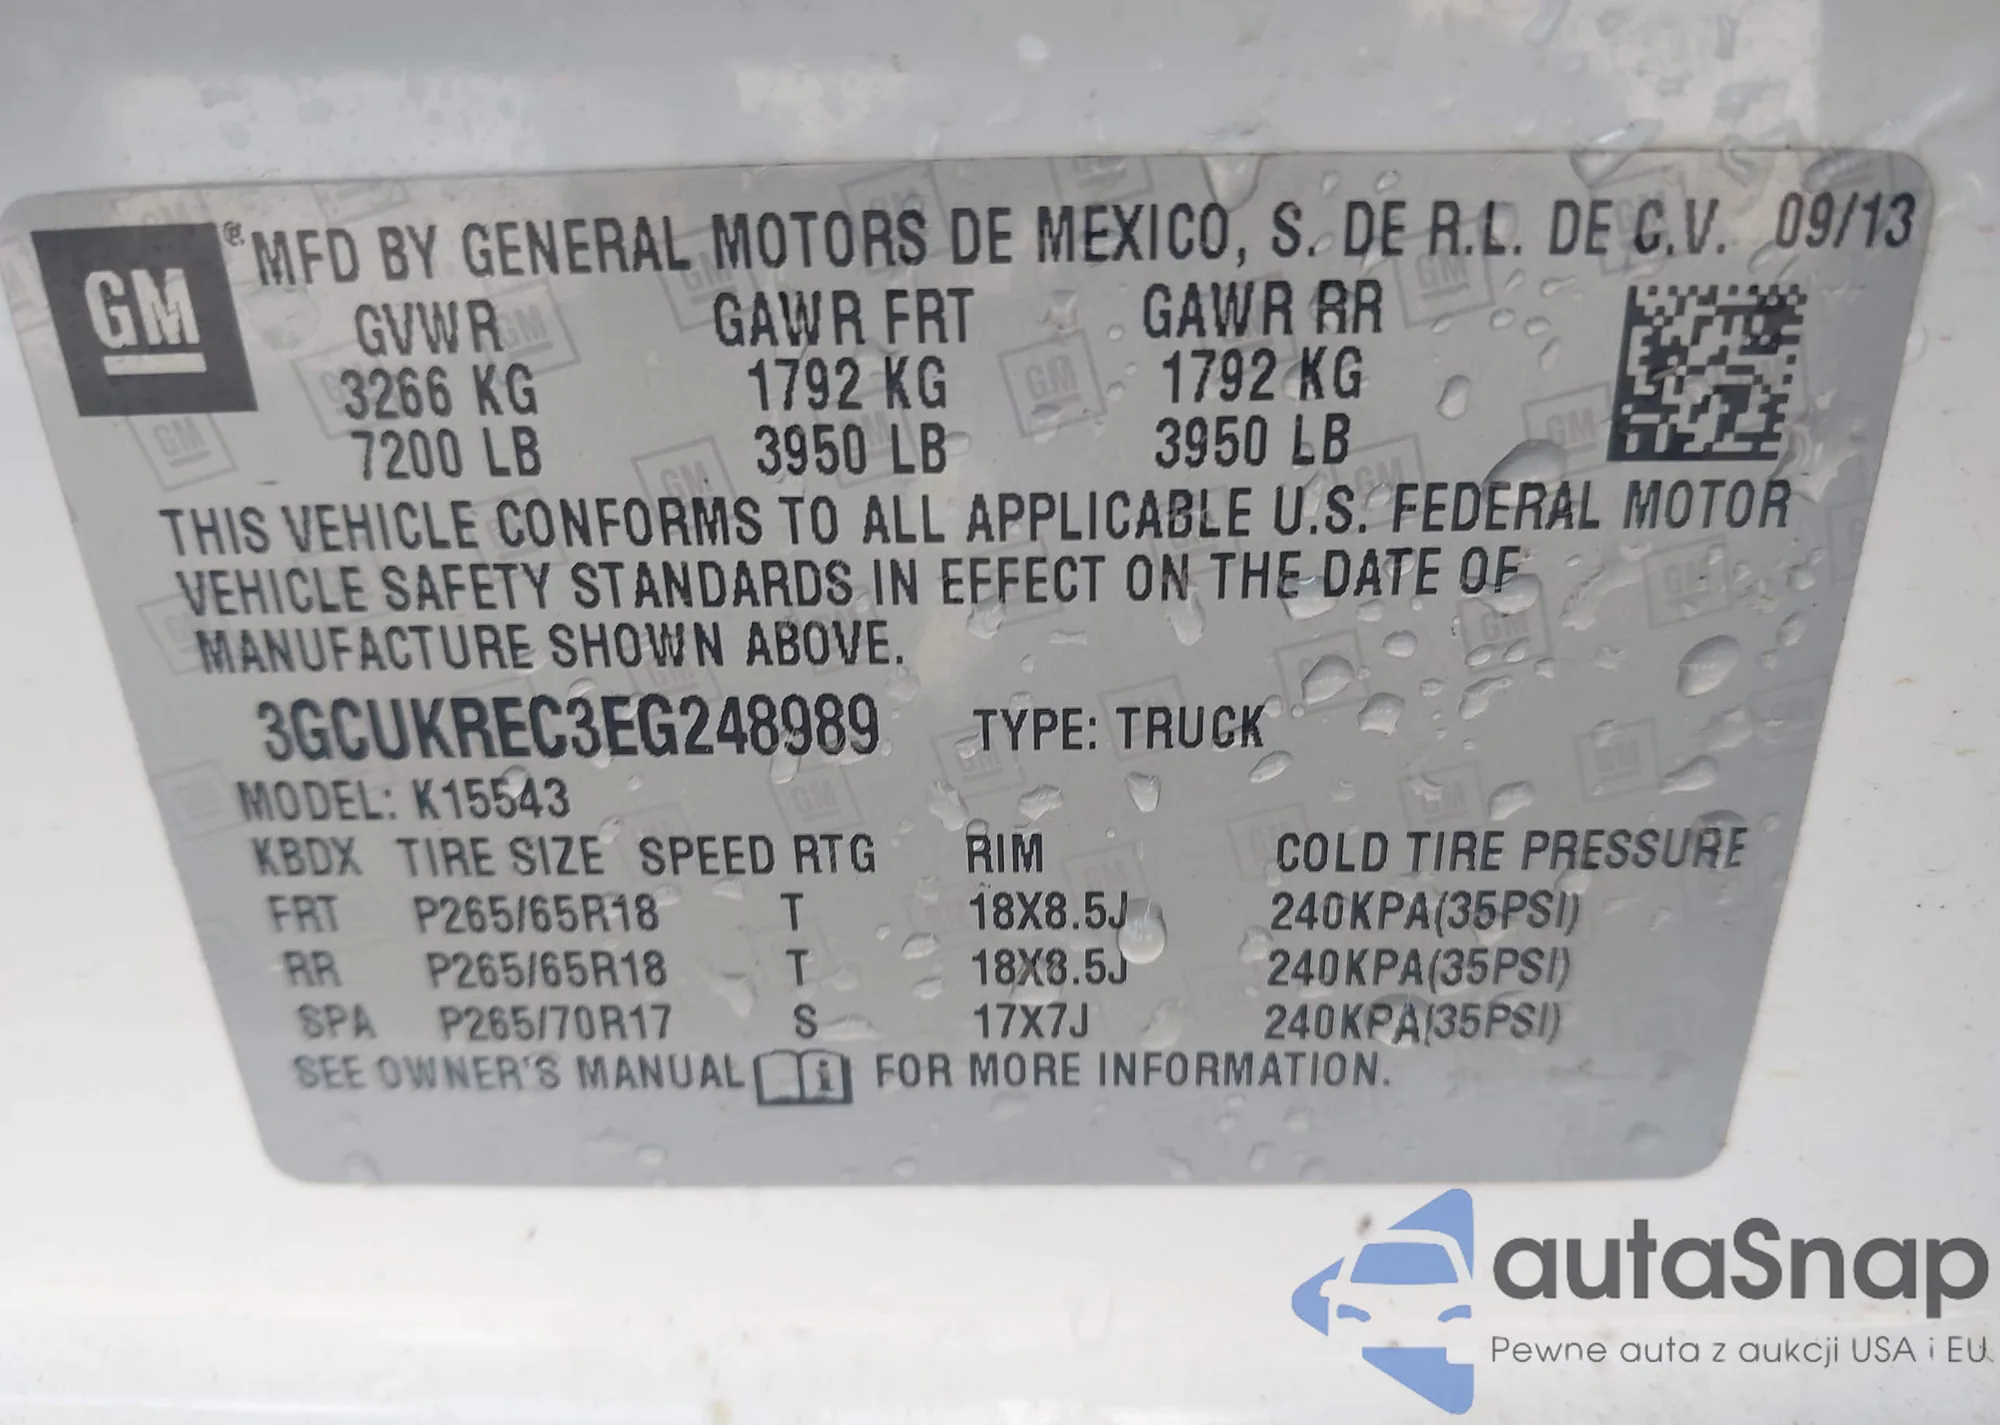 GM ® MFD BY GENERAL MOTORS DE MEXICO, S. DE R.L. DE C.V. 09/13
GVWR GAWR FRT GAWR RR
3266 KG 1792 KG 1792 KG
7200 LB 3950 LB 3950 LB
THIS VEHICLE CONFORMS TO ALL APPLICABLE U.S. FEDERAL MOTOR
VEHICLE SAFETY STANDARDS IN EFFECT ON THE DATE OF
MANUFACTURE SHOWN ABOVE.
3GCUKREC3EG248989 TYPE: TRUCK
MODEL: K15543
KBDX TIRE SIZE SPEED RTG RIM COLD TIRE PRESSURE
FRT P265/65R18 T 18X8.5J 240KPA(35PSI)
RR P265/65R18 T 18X8.5J 240KPA(35PSI)
SPA P265/70R17 S 17X7J 240KPA(35PSI)
SEE OWNER'S MANUAL FOR MORE INFORMATION.
autaSnap
Pewne auta z aukcji USA i EU